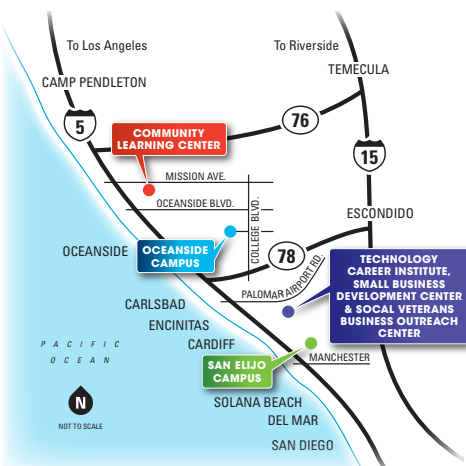 To Los Angeles
To Riverside
TEMECULA
CAMP PENDLETON
76
5
COMMUNITY
LEARNING CENTER
15
MISSION AVE.
OCEANSIDE BLVD.
COLLEGE BLVD.
ESCONDIDO
OCEANSIDE
OCEANSIDE
CAMPUS
78
TECHNOLOGY
CAREER INSTITUTE,
SMALL BUSINESS
DEVELOPMENT CENTER
& SOCAL VETERANS
BUSINESS OUTREACH
CENTER
PALOMAR AIRPORT RD.
CARLSBAD
ENCINITAS
CARDIFF
PACIFIC
OCEAN
MANCHESTER
SAN ELIJO
CAMPUS
SOLANA BEACH
DEL MAR
SAN DIEGO
N
NOT TO SCALE